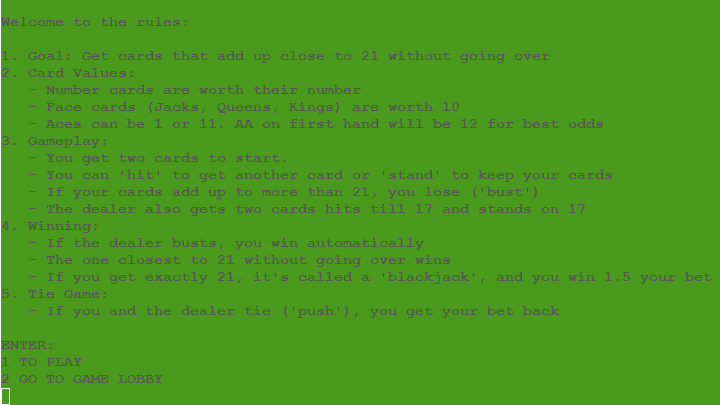 Welcome to the rules:
1. Goal: Get cards that add up close to 21 without going over
2. Card Values:
- Number cards are worth their number
- Face cards (Jacks, Queens, Kings) are worth 10
- Aces can be 1 or 11. AA on first hand will be 12 for best odds
3. Gameplay:
- You get two cards to start.
- You can 'hit' to get another card or 'stand' to keep your cards
- If your cards add up to more than 21, you lose ('bust')
- The dealer also gets two cards hits till 17 and stands on 17
4. Winning:
- If the dealer busts, you win automatically
- The one closest to 21 without going over wins
- If you get exactly 21, it's called a 'blackjack', and you win 1.5 your bet
5. Tie Game:
- If you and the dealer tie ('push'), you get your bet back
ENTER:
1 TO PLAY
2 GO TO GAME LOBBY